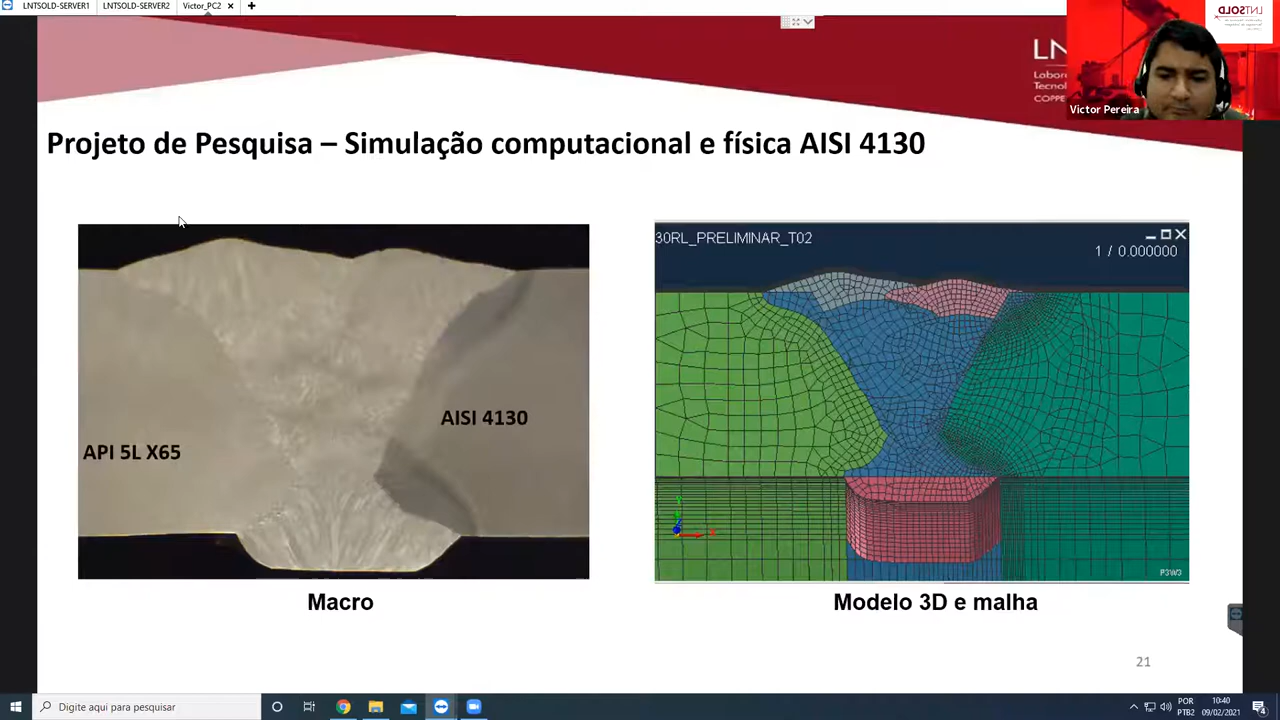 LNTSOLD-SERVER1 LNTSOLD-SERVER2 Victor_PC2
LNTSOLD
Victor Pereira
Projeto de Pesquisa – Simulação computacional e física AISI 4130
30RL_PRELIMINAR_T02
1 / 0.000000
AISI 4130
API 5L X65
P3W3
Macro
Modelo 3D e malha
21
Digite aqui para pesquisar
POR
PTB2
10:40
09/02/2021
4